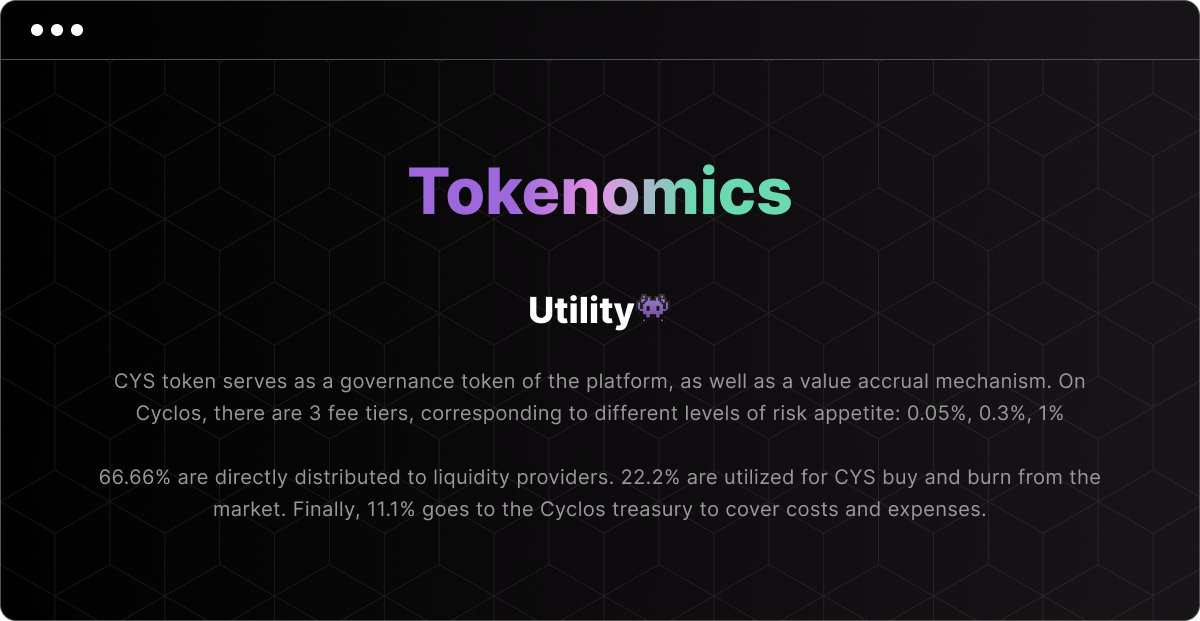 Tokenomics
Utility👾
CYS token serves as a governance token of the platform, as well as a value accrual mechanism. On
Cyclos, there are 3 fee tiers, corresponding to different levels of risk appetite: 0.05%, 0.3%, 1%
66.66% are directly distributed to liquidity providers. 22.2% are utilized for CYS buy and burn from the
market. Finally, 11.1% goes to the Cyclos treasury to cover costs and expenses.